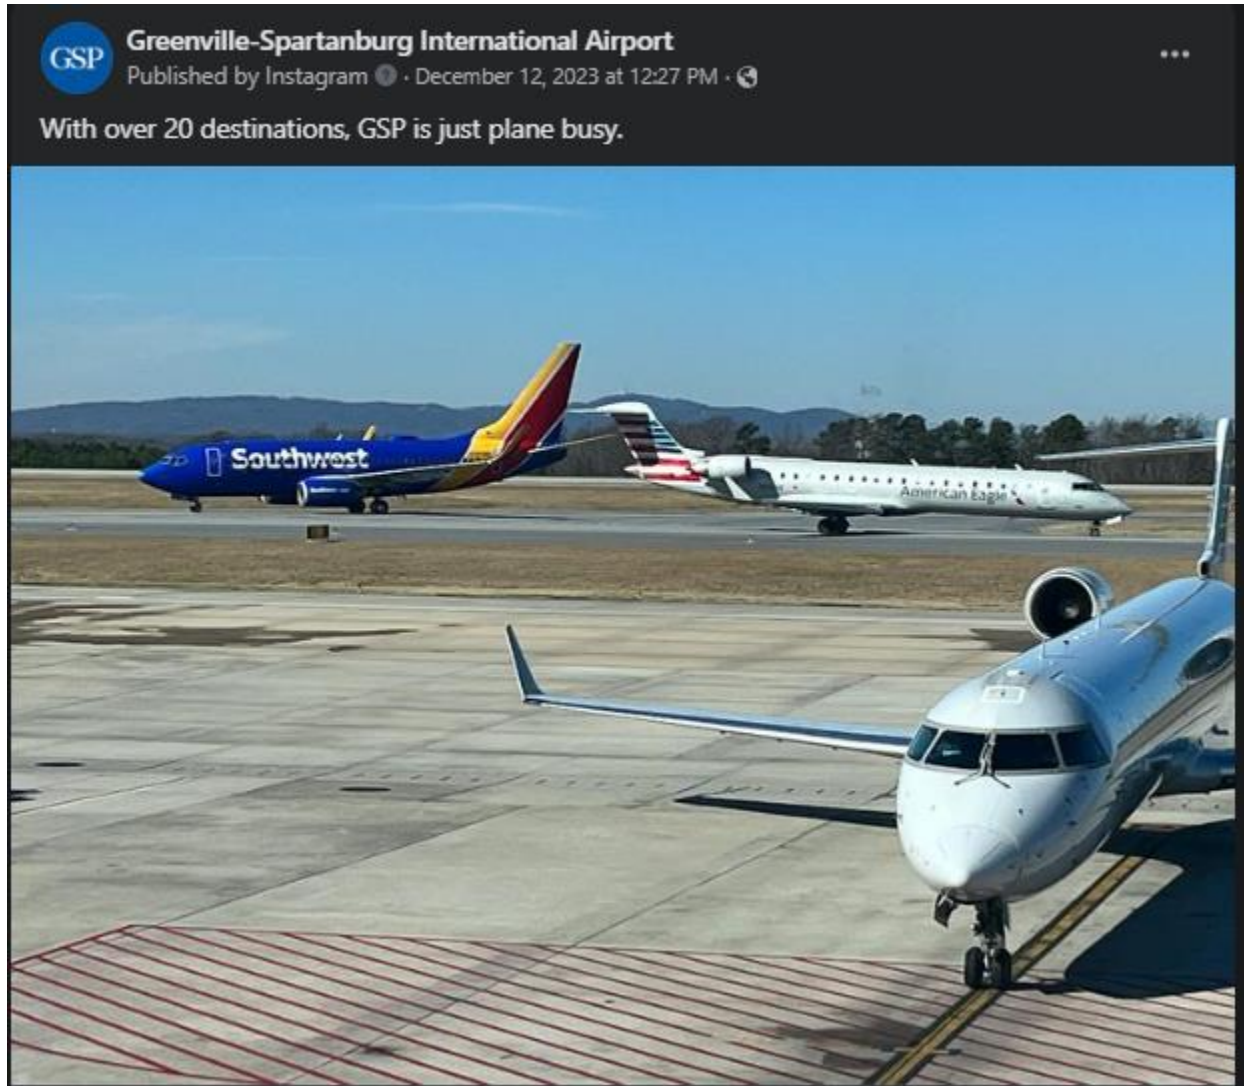 GSP
Greenville-Spartanburg International Airport
Published by Instagram · December 12, 2023 at 12:27 PM ·
With over 20 destinations, GSP is just plane busy.
Southwest
American Eagle